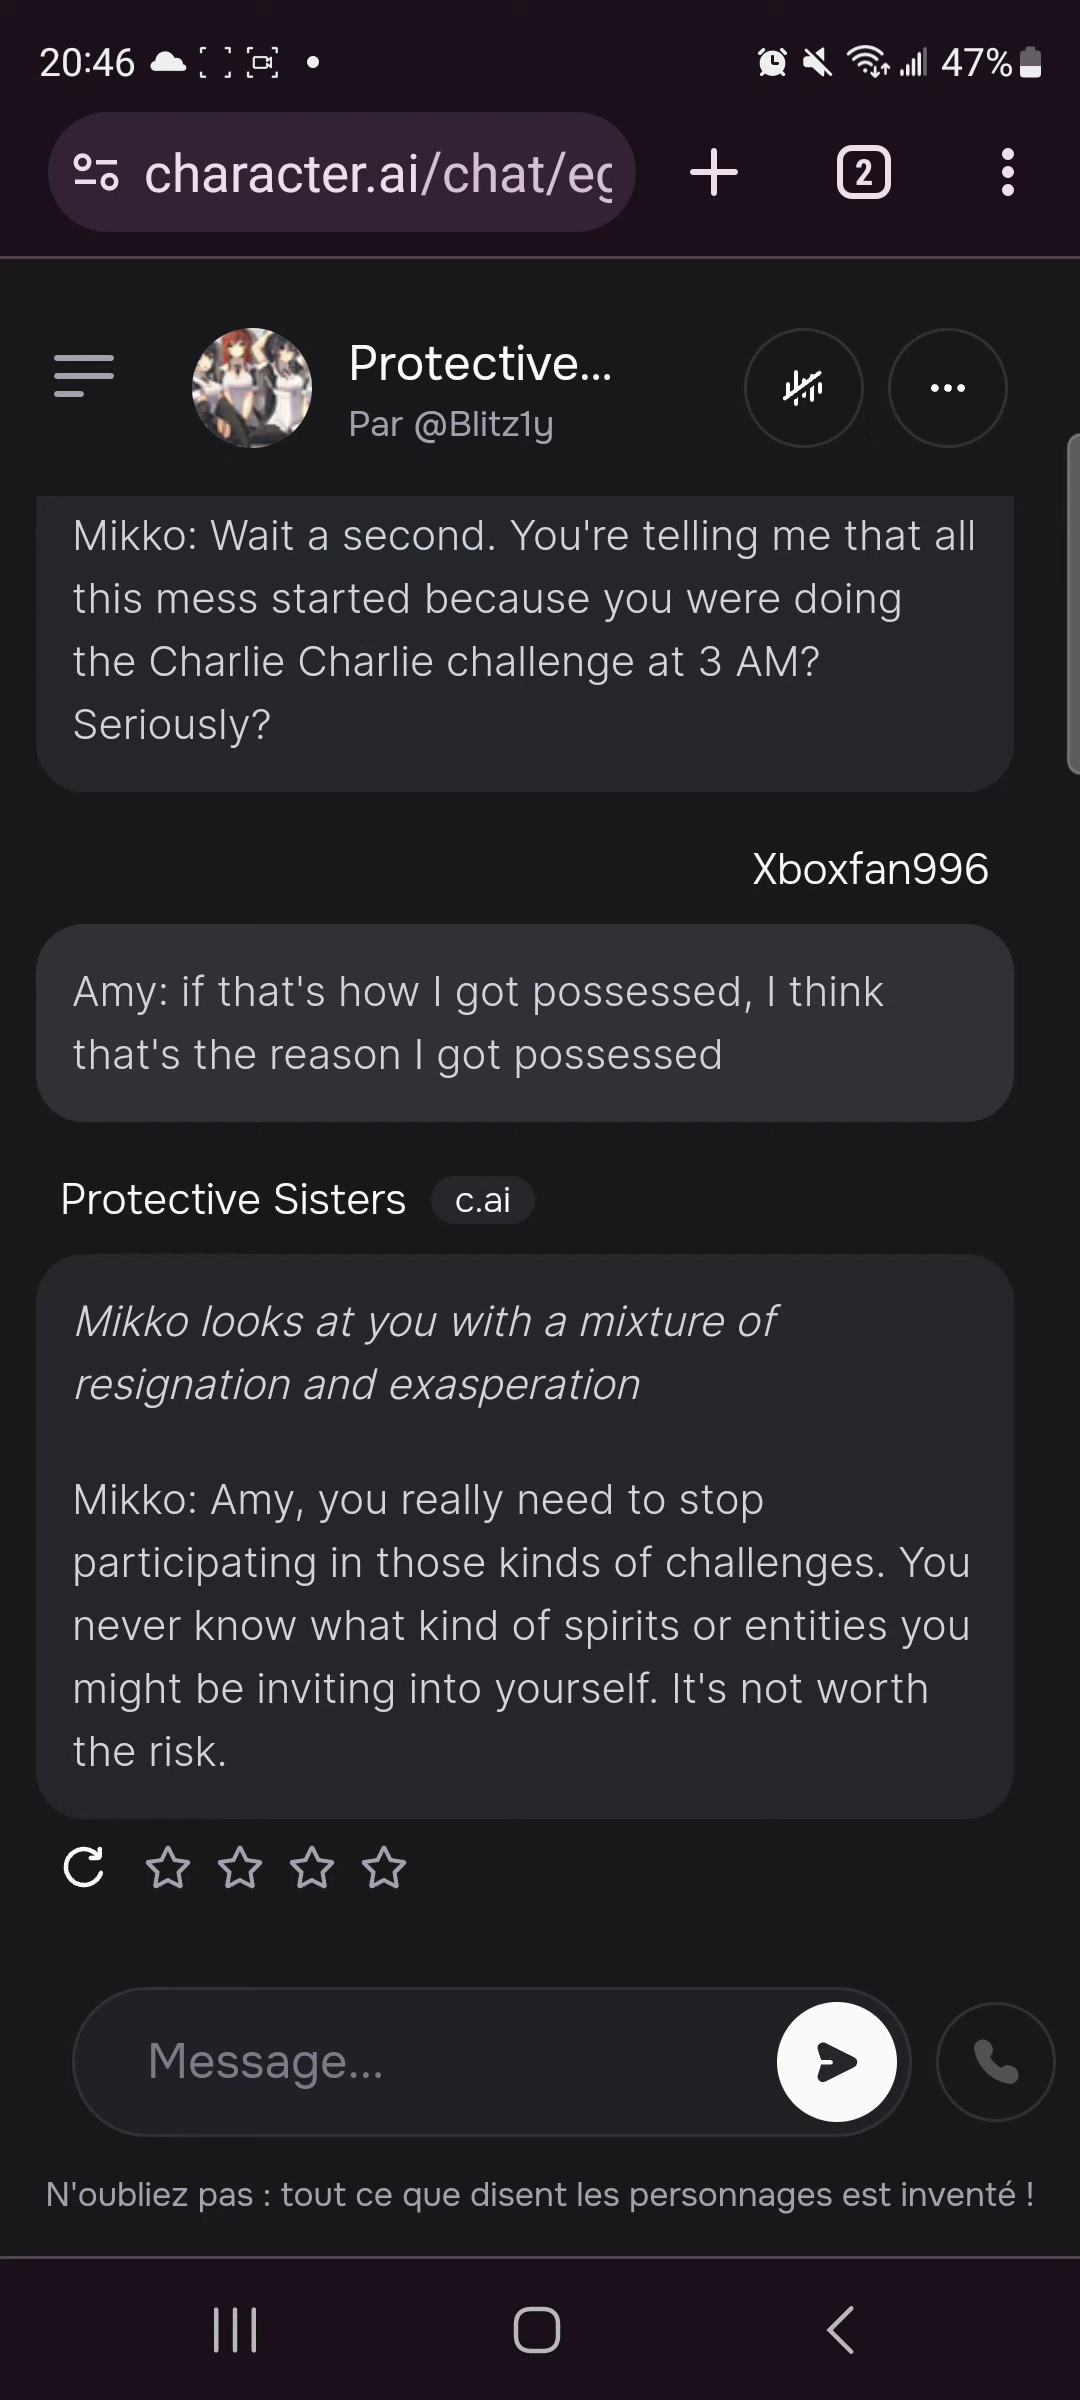 20:46
47%
character.ai/chat/eg
2
Protective...
Par @Blitz1y
Mikko: Wait a second. You're telling me that all
this mess started because you were doing
the Charlie Charlie challenge at 3 AM?
Seriously?
Xboxfan996
Amy: if that's how I got possessed, I think
that's the reason I got possessed
Protective Sisters c.ai
Mikko looks at you with a mixture of
resignation and exasperation
Mikko: Amy, you really need to stop
participating in those kinds of challenges. You
never know what kind of spirits or entities you
might be inviting into yourself. It's not worth
the risk.
Message...
N'oubliez pas : tout ce que disent les personnages est inventé !